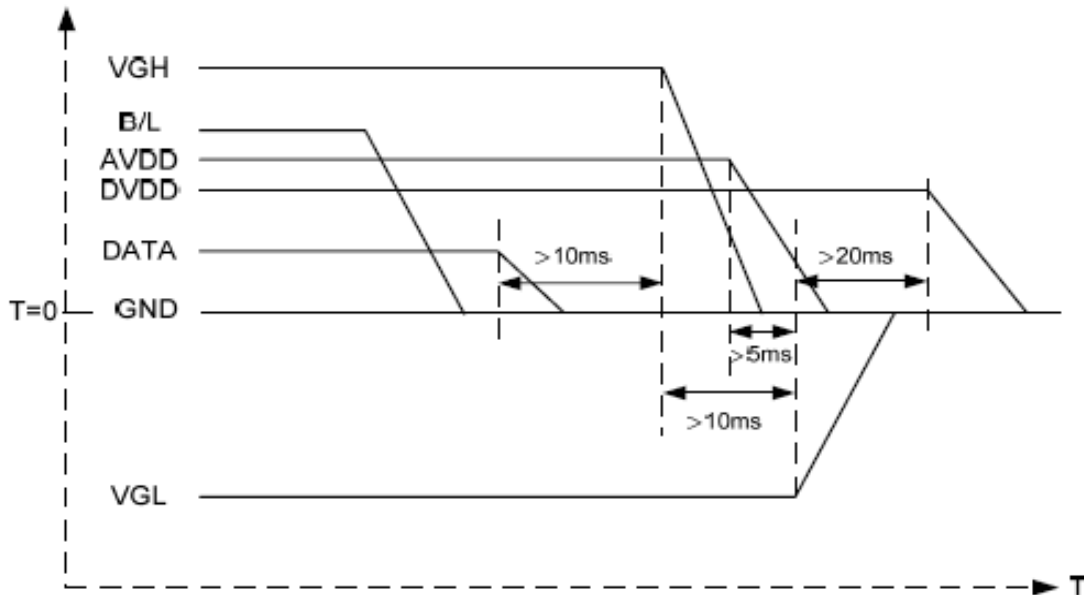 VGH
B/L
AVDD
DVDD
DATA
>10ms
>20ms
T=0
GND
>5ms
>10ms
VGL
T